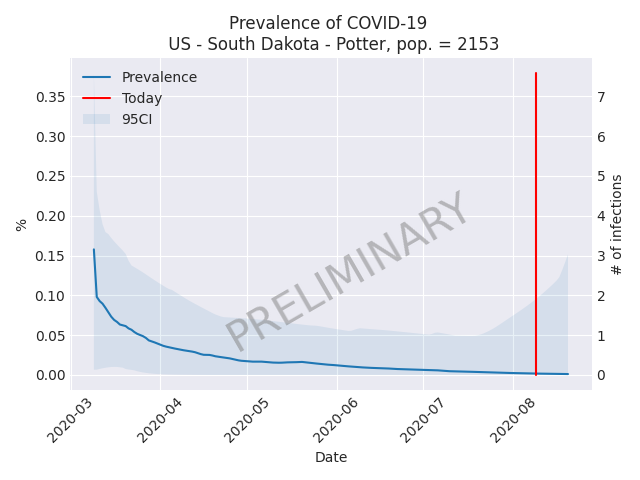 Prevalence of COVID-19
US - South Dakota - Potter, pop. = 2153
Prevalence
Today
95CI
0.35
0.30
0.25
0.20
0.15
0.10
0.05
0.00
%
7
6
5
4
3
2
1
0
# of infections
PRELIMINARY
2020-03
2020-04
2020-05
2020-06
2020-07
2020-08
Date